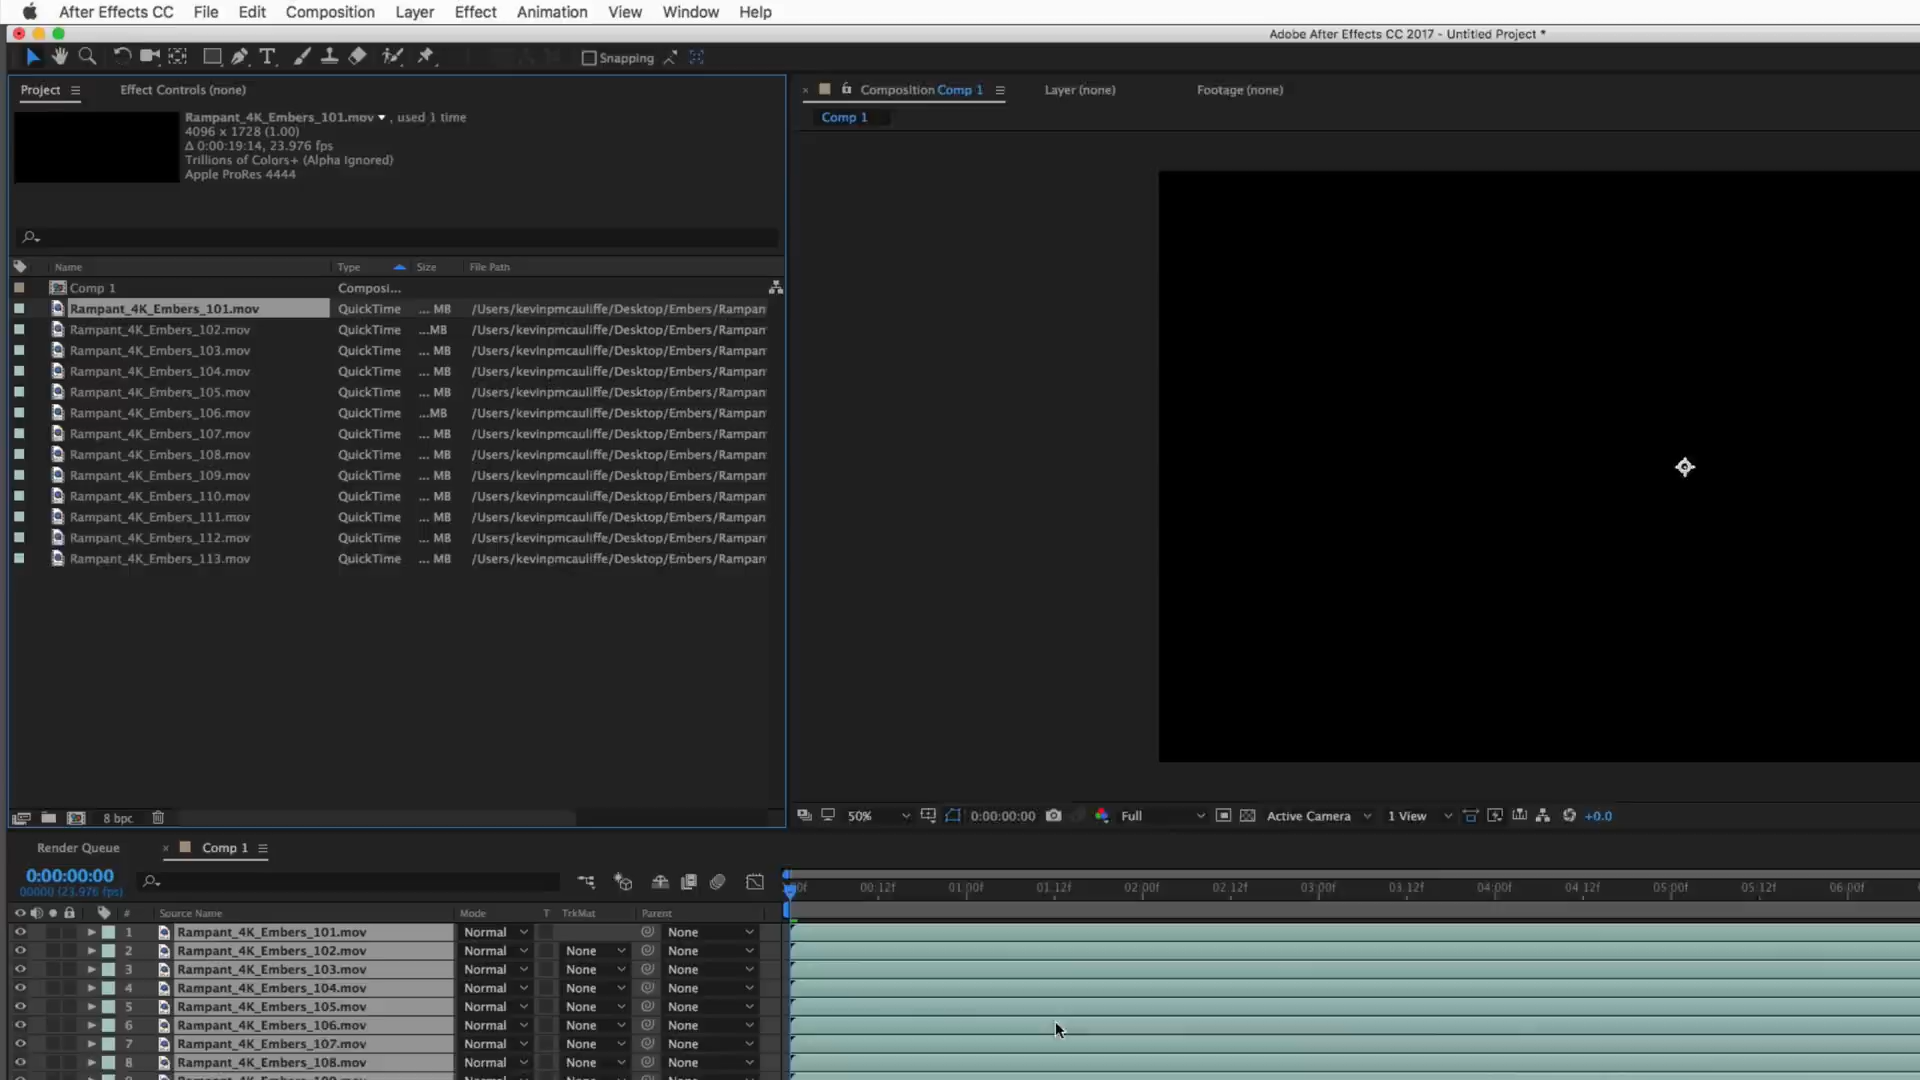 After Effects CC File Edit Composition Layer Effect Animation View Window Help
Adobe After Effects CC 2017 - Untitled Project *
Snapping
Project Effect Controls (none)
Composition Comp 1 Layer (none) Footage (none)
Comp 1
Rampant_4K_Embers_101.mov , used 1 time
4096 x 1728 (1.00)
Δ 0:00:19:14, 23.976 fps
Trillions of Colors+ (Alpha Ignored)
Apple ProRes 4444
Name Type Size File Path
Comp 1 Composi...
Rampant_4K_Embers_101.mov QuickTime ... MB /Users/kevinpmcauliffe/Desktop/Embers/Rampan
Rampant_4K_Embers_102.mov QuickTime ...MB /Users/kevinpmcauliffe/Desktop/Embers/Rampan
Rampant_4K_Embers_103.mov QuickTime ... MB /Users/kevinpmcauliffe/Desktop/Embers/Rampan
Rampant_4K_Embers_104.mov QuickTime ... MB /Users/kevinpmcauliffe/Desktop/Embers/Rampan
Rampant_4K_Embers_105.mov QuickTime ... MB /Users/kevinpmcauliffe/Desktop/Embers/Rampan
Rampant_4K_Embers_106.mov QuickTime ...MB /Users/kevinpmcauliffe/Desktop/Embers/Rampan
Rampant_4K_Embers_107.mov QuickTime ... MB /Users/kevinpmcauliffe/Desktop/Embers/Rampan
Rampant_4K_Embers_108.mov QuickTime ... MB /Users/kevinpmcauliffe/Desktop/Embers/Rampan
Rampant_4K_Embers_109.mov QuickTime ... MB /Users/kevinpmcauliffe/Desktop/Embers/Rampan
Rampant_4K_Embers_110.mov QuickTime ... MB /Users/kevinpmcauliffe/Desktop/Embers/Rampan
Rampant_4K_Embers_111.mov QuickTime ... MB /Users/kevinpmcauliffe/Desktop/Embers/Rampan
Rampant_4K_Embers_112.mov QuickTime ... MB /Users/kevinpmcauliffe/Desktop/Embers/Rampan
Rampant_4K_Embers_113.mov QuickTime ... MB /Users/kevinpmcauliffe/Desktop/Embers/Rampan
8 bpc
50% 0:00:00:00 Full Active Camera 1 View +0.0
Render Queue Comp 1
0:00:00:00
00000 (23.976 fps)
00:12f 01:00f 01:12f 02:00f 02:12f 03:00f 03:12f 04:00f 04:12f 05:00f 05:12f 06:00f
# Source Name Mode T TrkMat Parent
1 Rampant_4K_Embers_101.mov Normal None
2 Rampant_4K_Embers_102.mov Normal None None
3 Rampant_4K_Embers_103.mov Normal None None
4 Rampant_4K_Embers_104.mov Normal None None
5 Rampant_4K_Embers_105.mov Normal None None
6 Rampant_4K_Embers_106.mov Normal None None
7 Rampant_4K_Embers_107.mov Normal None None
8 Rampant_4K_Embers_108.mov Normal None None